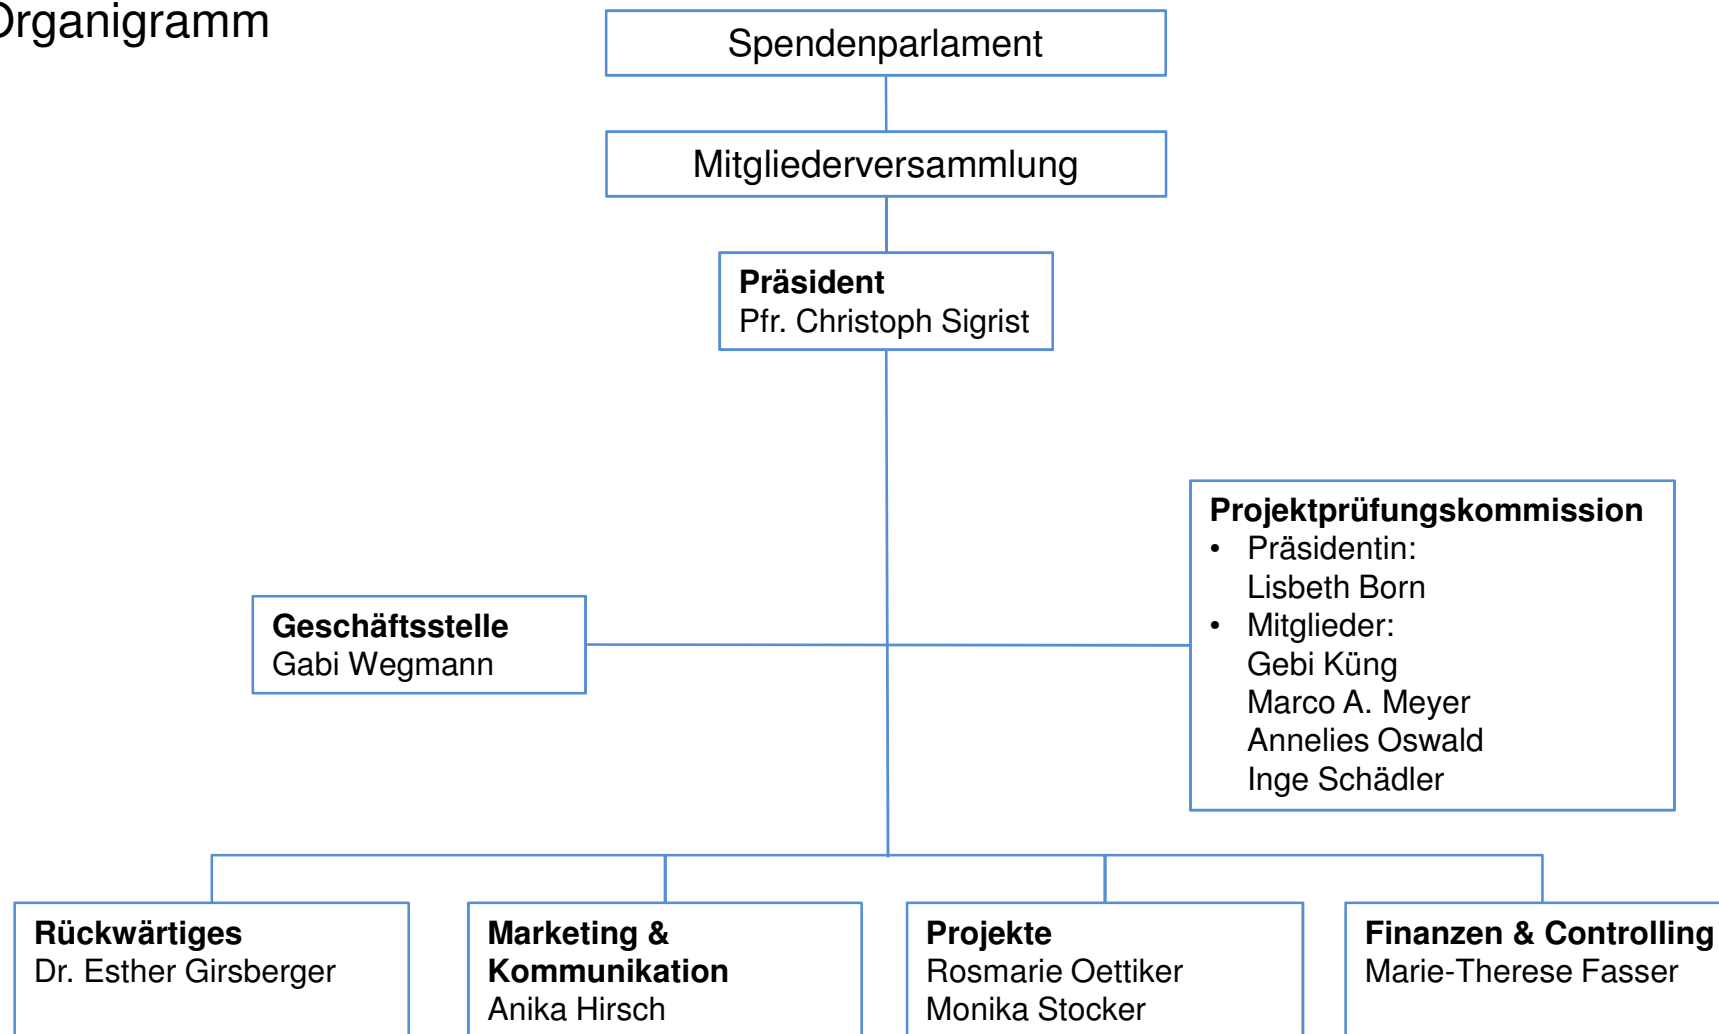 Organigramm
Spendenparlament
Mitgliederversammlung
Präsident
Pfr. Christoph Sigrist
Projektprüfungskommission
• Präsidentin:
Lisbeth Born
• Mitglieder:
Gebi Küng
Marco A. Meyer
Annelies Oswald
Inge Schädler
Geschäftsstelle
Gabi Wegmann
Rückwärtiges
Dr. Esther Girsberger
Marketing &
Kommunikation
Anika Hirsch
Projekte
Rosmarie Oettiker
Monika Stocker
Finanzen & Controlling
Marie-Therese Fasser